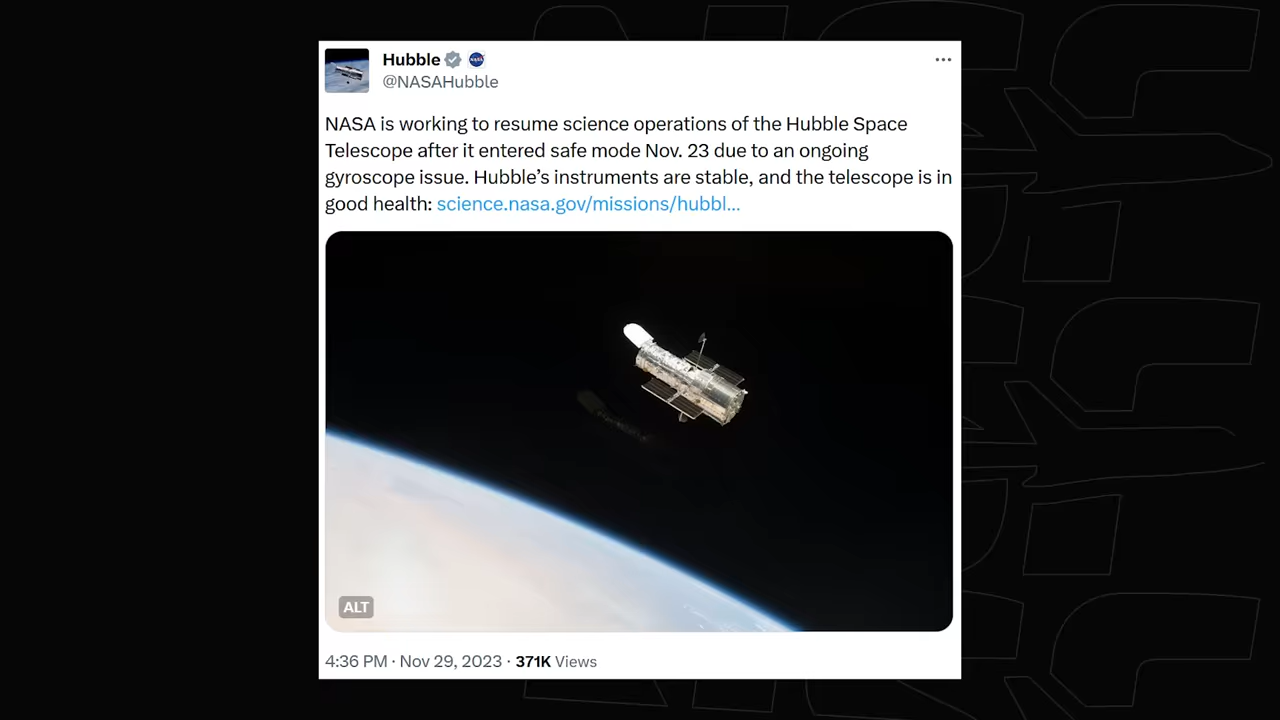 Hubble
@NASAHubble
NASA is working to resume science operations of the Hubble Space
Telescope after it entered safe mode Nov. 23 due to an ongoing
gyroscope issue. Hubble’s instruments are stable, and the telescope is in
good health: science.nasa.gov/missions/hubbl...
ALT
4:36 PM · Nov 29, 2023 · 371K Views